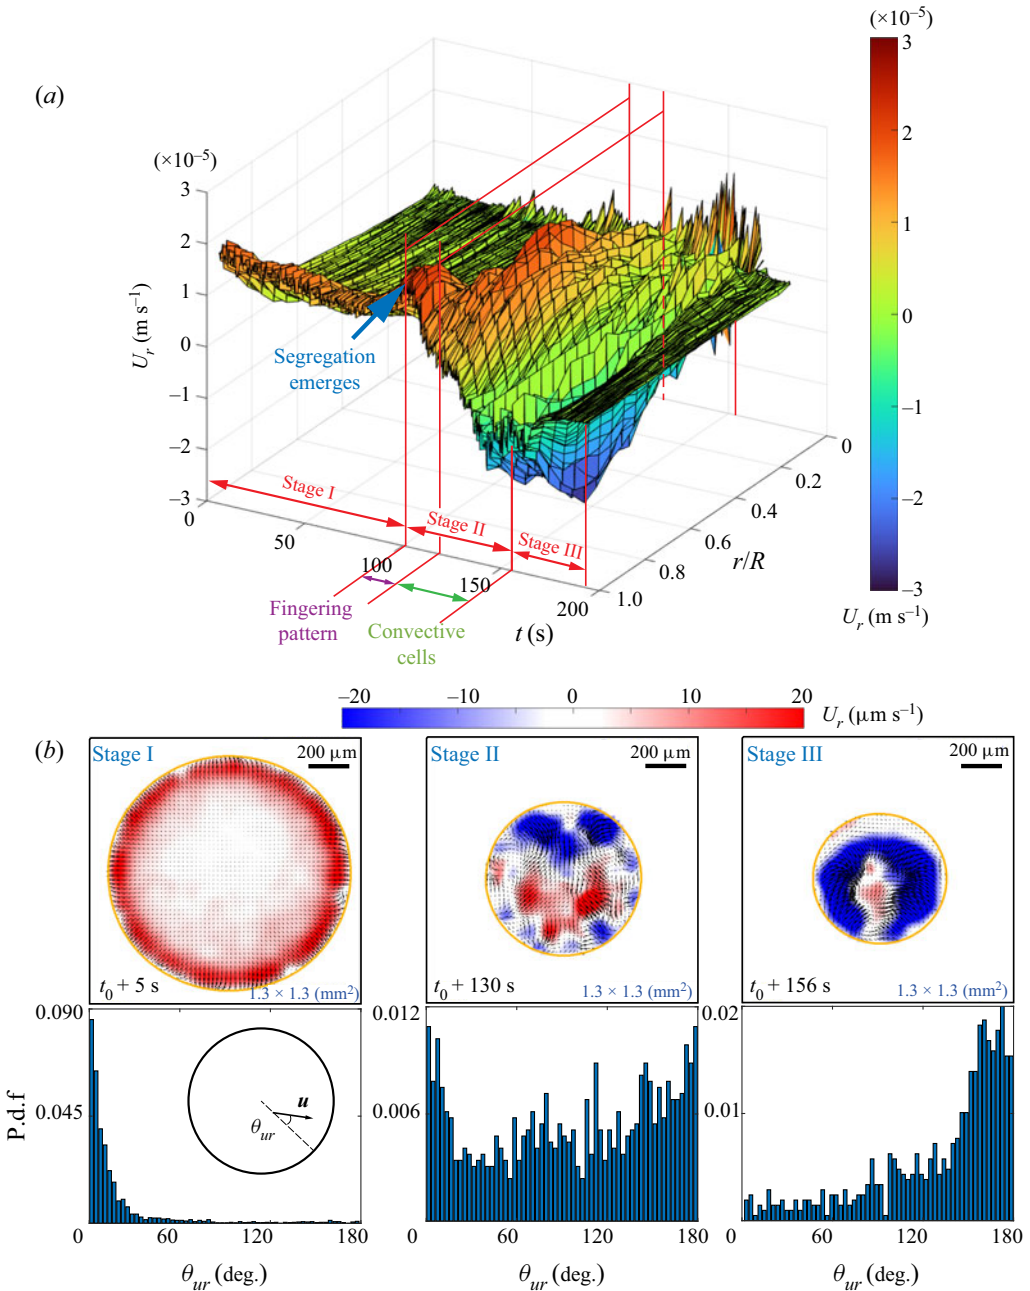 (a)
(×10⁻⁵)
3
2
1
0
–1
–2
–3
U_r (m s⁻¹)
Segregation
emerges
Stage I
Stage II
Stage III
0
50
100
150
200
t (s)
Fingering
pattern
Convective
cells
0
0.2
0.4
0.6
0.8
1.0
r/R
(×10⁻⁵)
3
2
1
0
–1
–2
–3
U_r (m s⁻¹)
–20
–10
0
10
20
U_r (μm s⁻¹)
(b)
Stage I
200 μm
t₀ + 5 s
1.3 × 1.3 (mm²)
Stage II
200 μm
t₀ + 130 s
1.3 × 1.3 (mm²)
Stage III
200 μm
t₀ + 156 s
1.3 × 1.3 (mm²)
P.d.f
0.090
0.045
0
u
θ_ur
0 60 120 180
θ_ur (deg.)
0.012
0.006
0 60 120 180
θ_ur (deg.)
0.02
0.01
0 60 120 180
θ_ur (deg.)